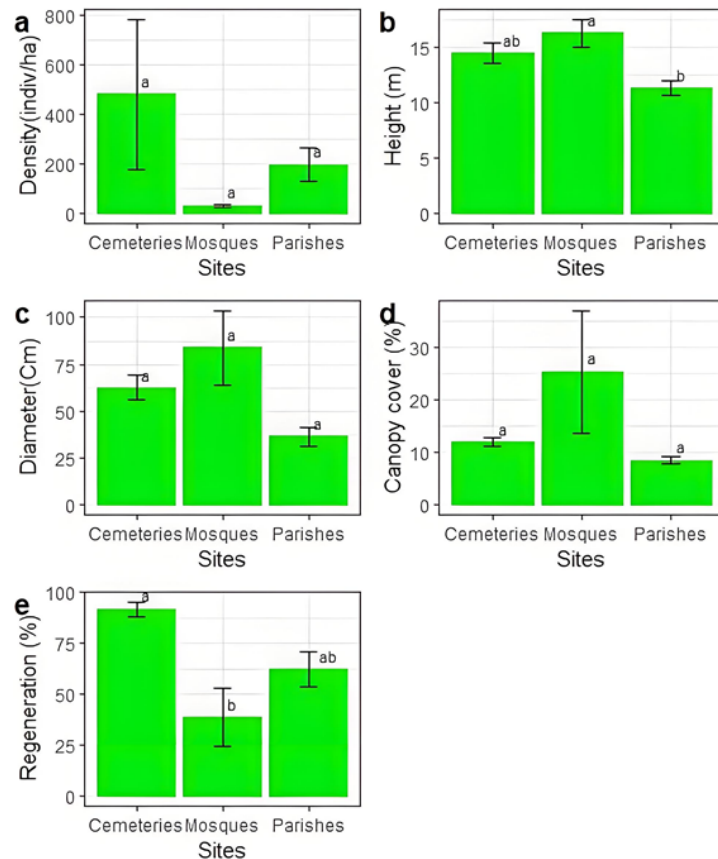 a
Density(indiv/ha)
800
600
400
200
0
a
a
a
Cemeteries Mosques Parishes
Sites
b
Height (m)
15
10
5
0
ab
a
b
Cemeteries Mosques Parishes
Sites
c
Diameter(Cm)
100
75
50
25
0
a
a
a
Cemeteries Mosques Parishes
Sites
d
Canopy cover (%)
30
20
10
0
a
a
a
Cemeteries Mosques Parishes
Sites
e
Regeneration (%)
100
75
50
25
0
a
b
ab
Cemeteries Mosques Parishes
Sites